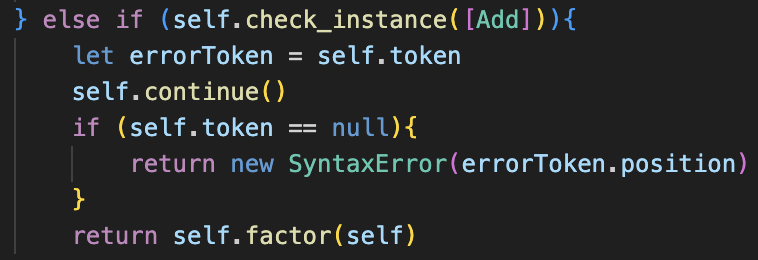 } else if (self.check_instance([Add])){
let errorToken = self.token
self.continue()
if (self.token == null){
return new SyntaxError(errorToken.position)
}
return self.factor(self)